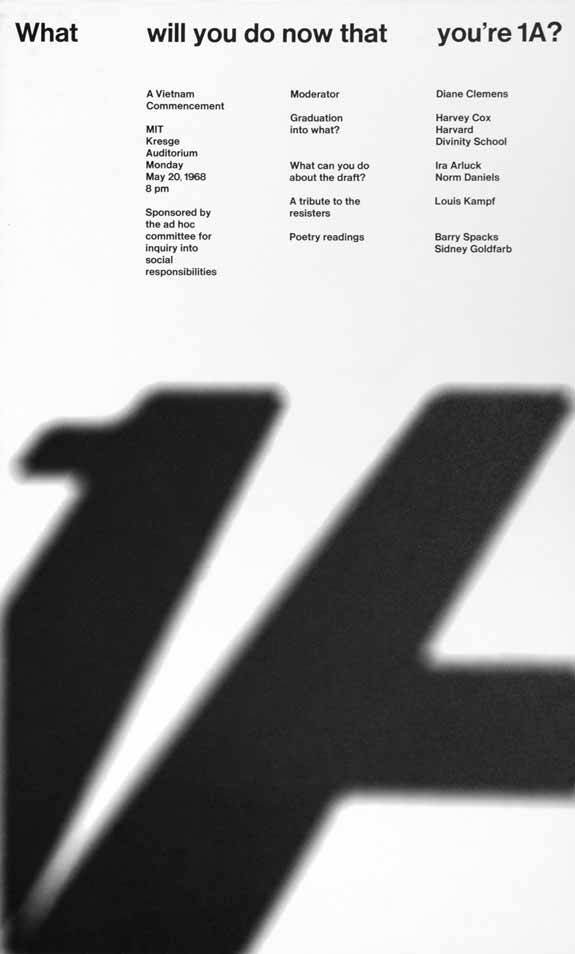 What will you do now that you're 1A?
A Vietnam
Commencement
MIT
Kresge
Auditorium
Monday
May 20, 1968
8 pm
Sponsored by
the ad hoc
committee for
inquiry into
social
responsibilities
Moderator
Graduation
into what?
What can you do
about the draft?
A tribute to the
resisters
Poetry readings
Diane Clemens
Harvey Cox
Harvard
Divinity School
Ira Arluck
Norm Daniels
Louis Kampf
Barry Spacks
Sidney Goldfarb
1A